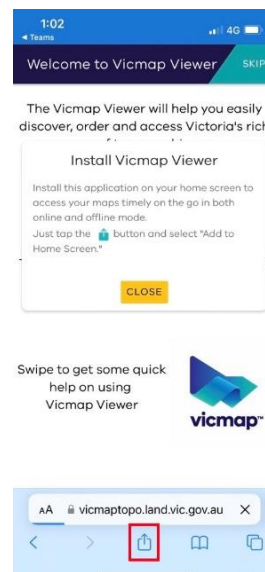 1:02
Teams
4G
Welcome to Vicmap Viewer
SKIP
The Vicmap Viewer will help you easily
discover, order and access Victoria's rich
Install Vicmap Viewer
Install this application on your home screen to
access your maps timely on the go in both
online and offline mode.
Just tap the button and select "Add to
Home Screen."
CLOSE
Swipe to get some quick
help on using
Vicmap Viewer
vicmap™
AA vicmaptopo.land.vic.gov.au